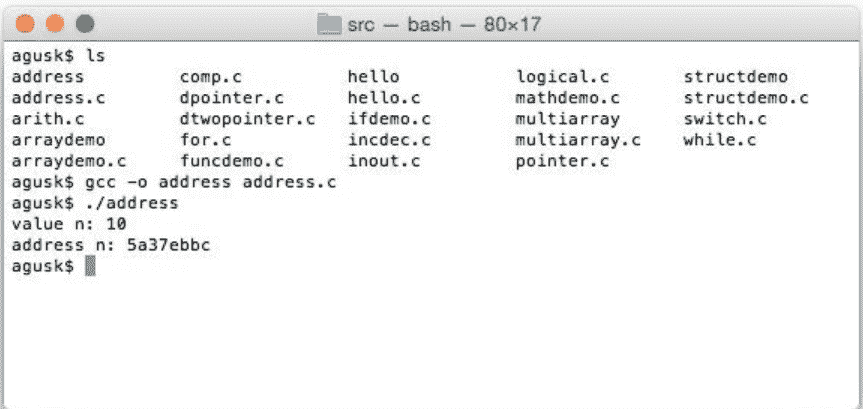 src — bash — 80×17
agusk$ ls
address comp.c hello logical.c structdemo
address.c dpointer.c hello.c mathdemo.c structdemo.c
arith.c dtwopointer.c ifdemo.c multiarray switch.c
arraydemo for.c incdec.c multiarray.c while.c
arraydemo.c funcdemo.c inout.c pointer.c
agusk$ gcc -o address address.c
agusk$ ./address
value n: 10
address n: 5a37ebbc
agusk$